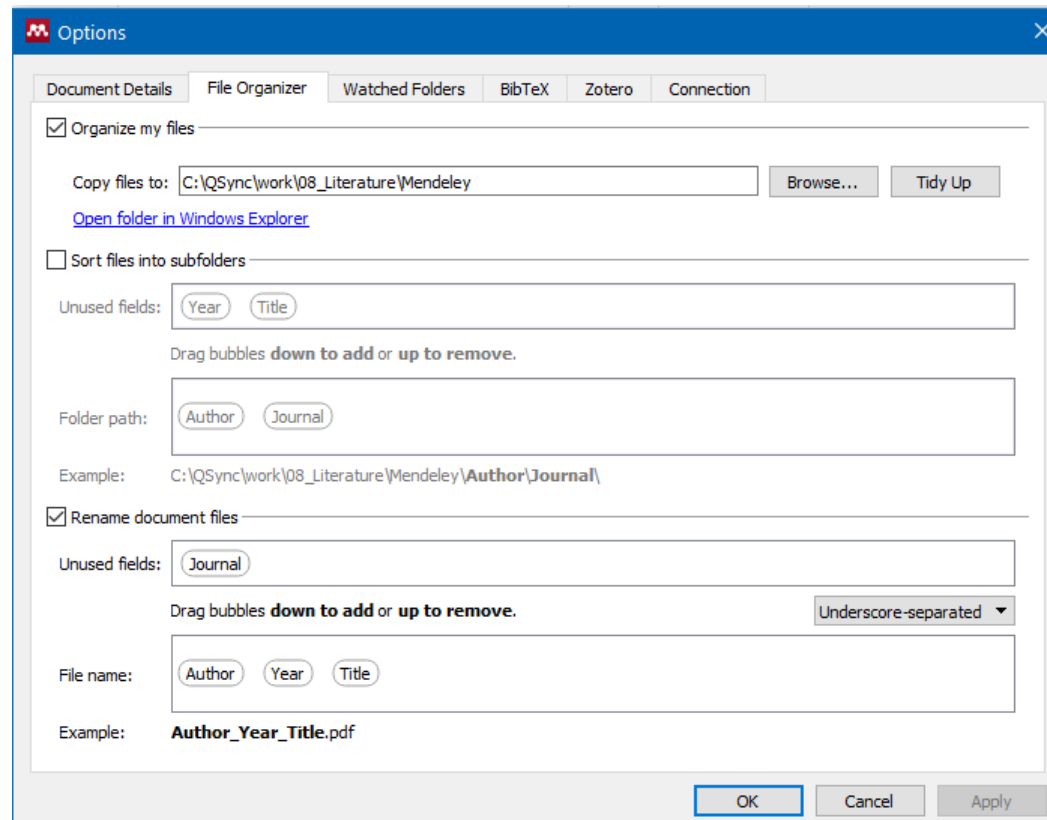 Options
Document Details File Organizer Watched Folders BibTeX Zotero Connection
Organize my files
Copy files to: C:\QSync\work\08_Literature\Mendeley Browse... Tidy Up
Open folder in Windows Explorer
Sort files into subfolders
Unused fields: Year Title
Drag bubbles down to add or up to remove.
Folder path: Author Journal
Example: C:\QSync\work\08_Literature\Mendeley\Author\Journal\
Rename document files
Unused fields: Journal
Drag bubbles down to add or up to remove. Underscore-separated
File name: Author Year Title
Example: Author_Year_Title.pdf
OK Cancel Apply